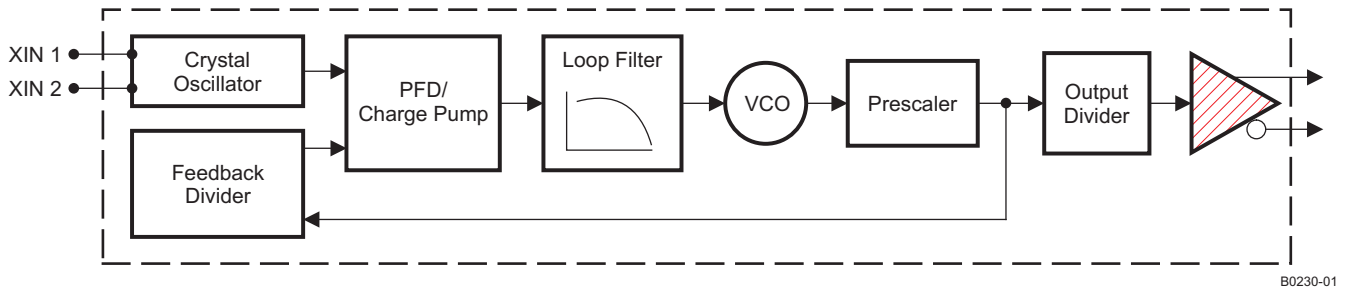 XIN 1
XIN 2
Crystal
Oscillator
PFD/
Charge Pump
Loop Filter
VCO
Prescaler
Output
Divider
Feedback
Divider
B0230-01